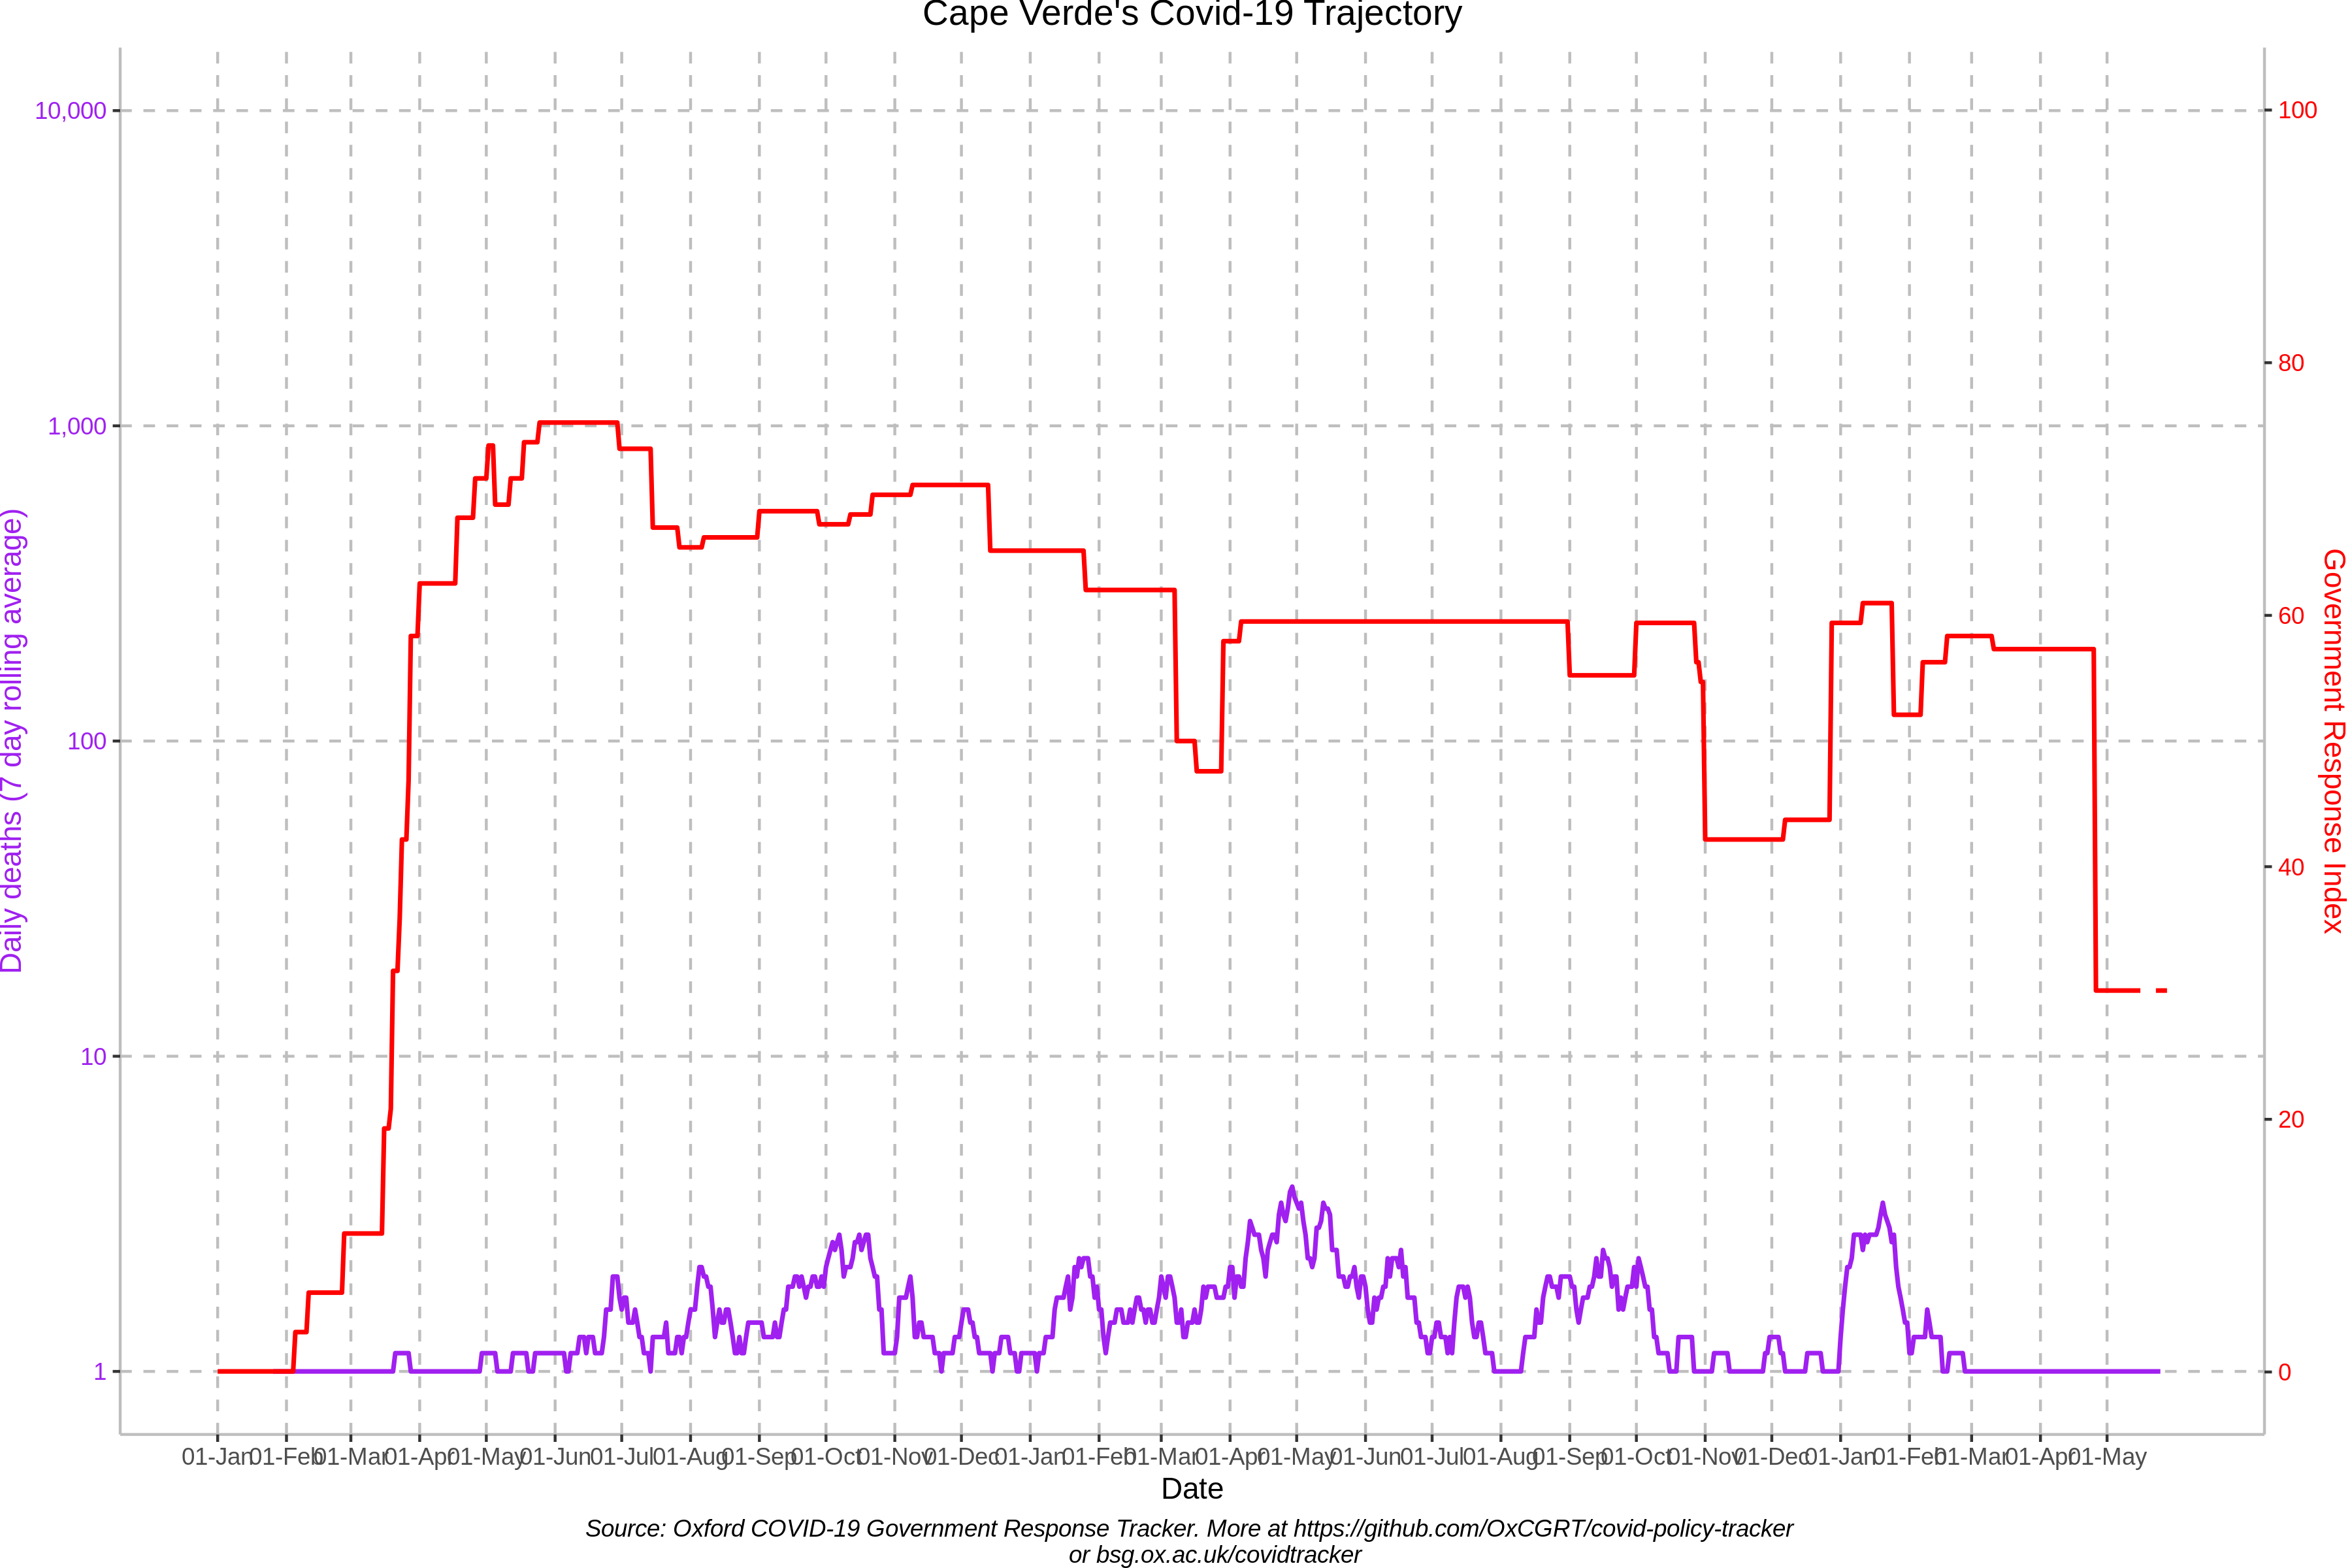 Cape Verde's Covid-19 Trajectory
10,000
1,000
100
10
1
Daily deaths (7 day rolling average)
100
80
60
40
20
0
Government Response Index
01-Jan 01-Feb 01-Mar 01-Apr 01-May 01-Jun 01-Jul 01-Aug 01-Sep 01-Oct 01-Nov 01-Dec 01-Jan 01-Feb 01-Mar 01-Apr 01-May 01-Jun 01-Jul 01-Aug 01-Sep 01-Oct 01-Nov 01-Dec 01-Jan 01-Feb 01-Mar 01-Apr 01-May
Date
Source: Oxford COVID-19 Government Response Tracker. More at https://github.com/OxCGRT/covid-policy-tracker
or bsg.ox.ac.uk/covidtracker